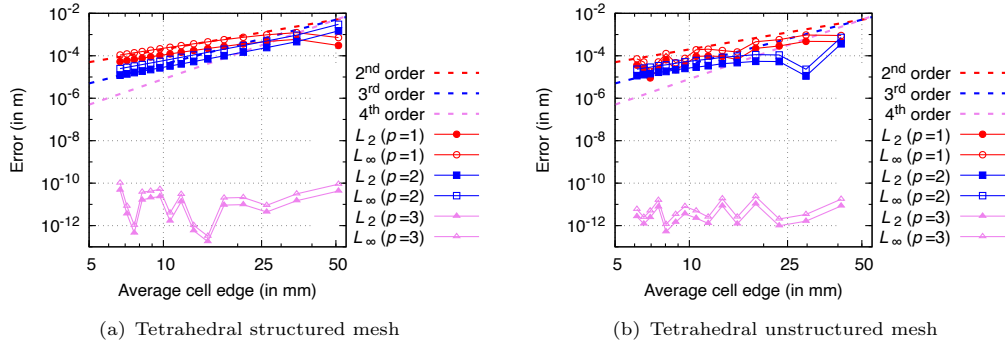 Error (in m)
10⁻²
10⁻⁴
10⁻⁶
10⁻⁸
10⁻¹⁰
10⁻¹²
5
10
25
50
Average cell edge (in mm)
2nd order
3rd order
4th order
L2 (p=1)
L∞ (p=1)
L2 (p=2)
L∞ (p=2)
L2 (p=3)
L∞ (p=3)
(a) Tetrahedral structured mesh
Error (in m)
10⁻²
10⁻⁴
10⁻⁶
10⁻⁸
10⁻¹⁰
10⁻¹²
5
10
25
50
Average cell edge (in mm)
2nd order
3rd order
4th order
L2 (p=1)
L∞ (p=1)
L2 (p=2)
L∞ (p=2)
L2 (p=3)
L∞ (p=3)
(b) Tetrahedral unstructured mesh